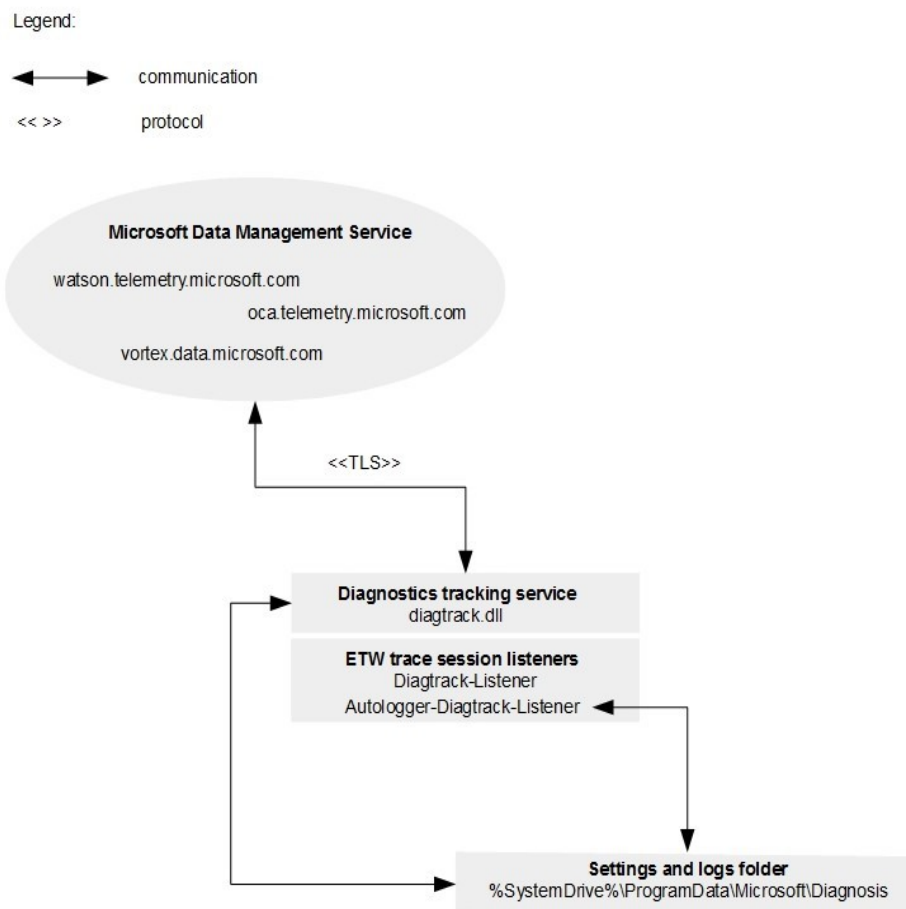 Legend:
communication
<< >> protocol
Microsoft Data Management Service
watson.telemetry.microsoft.com
oca.telemetry.microsoft.com
vortex.data.microsoft.com
<<TLS>>
Diagnostics tracking service
diagtrack.dll
ETW trace session listeners
Diagtrack-Listener
Autologger-Diagtrack-Listener
Settings and logs folder
%SystemDrive%\ProgramData\Microsoft\Diagnosis